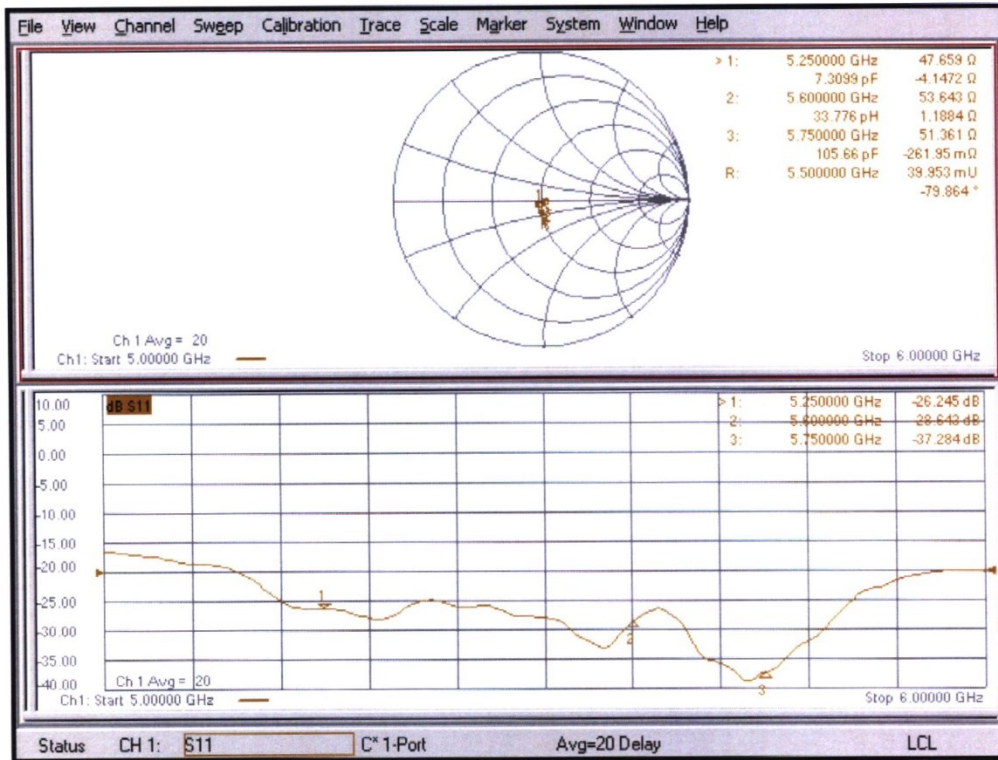 File View Channel Sweep Calibration Trace Scale Marker System Window Help
> 1: 5.250000 GHz 47.659 Ω
7.3099 pF -4.1472 Ω
2: 5.600000 GHz 53.643 Ω
33.776 pH 1.1884 Ω
3: 5.750000 GHz 51.361 Ω
105.66 pF -261.95 mΩ
R: 5.500000 GHz 39.953 mU
-79.864 °
1
Ch 1 Avg = 20
Ch1: Start 5.00000 GHz
Stop 6.00000 GHz
dB S11
> 1: 5.250000 GHz -26.245 dB
2: 5.600000 GHz -28.643 dB
3: 5.750000 GHz -37.284 dB
10.00
5.00
0.00
-5.00
-10.00
-15.00
-20.00
-25.00
-30.00
-35.00
-40.00
1
2
3
Ch 1 Avg = 20
Ch1: Start 5.00000 GHz
Stop 6.00000 GHz
Status CH 1: S11 C* 1-Port Avg=20 Delay LCL